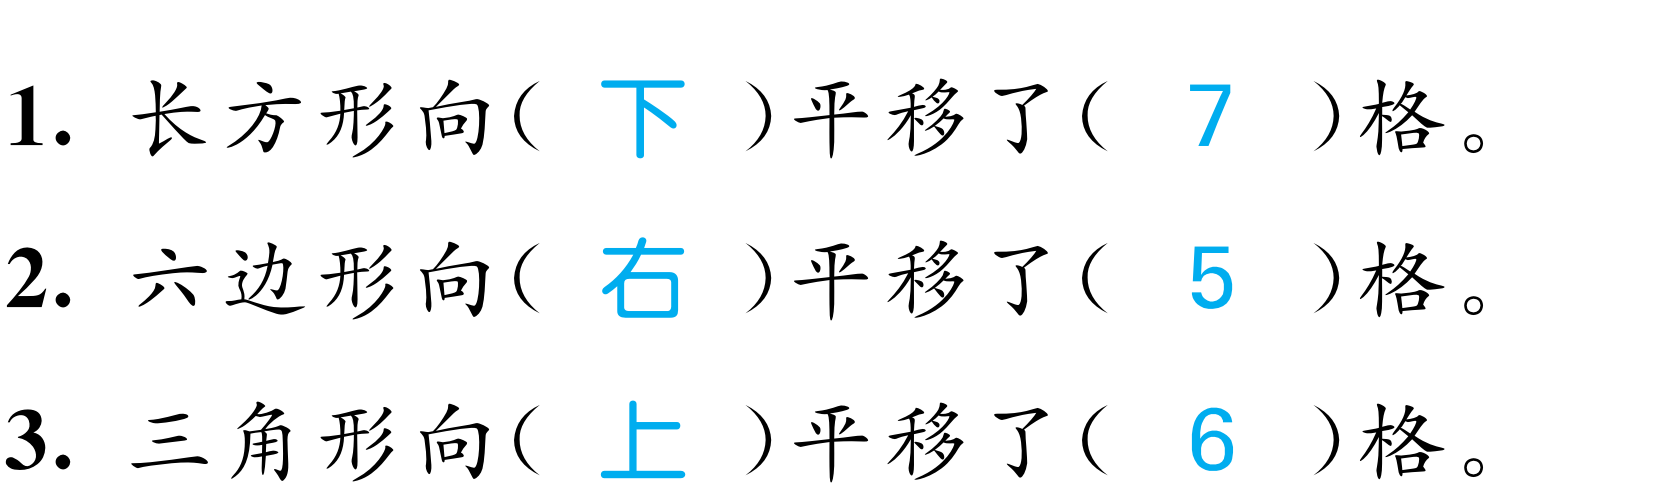 1. 长方形向( 下 )平移了( 7 )格。
2. 六边形向( 右 )平移了( 5 )格。
3. 三角形向( 上 )平移了( 6 )格。